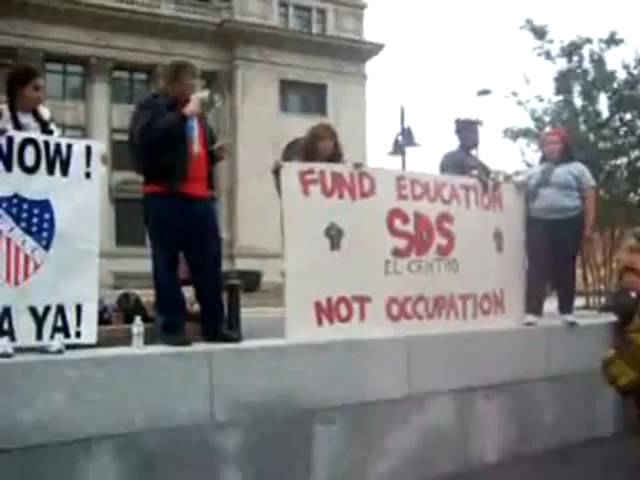 NOW!
A YA!
FUND EDUCATION
SDS
EL CENTRO
NOT OCCUPATION